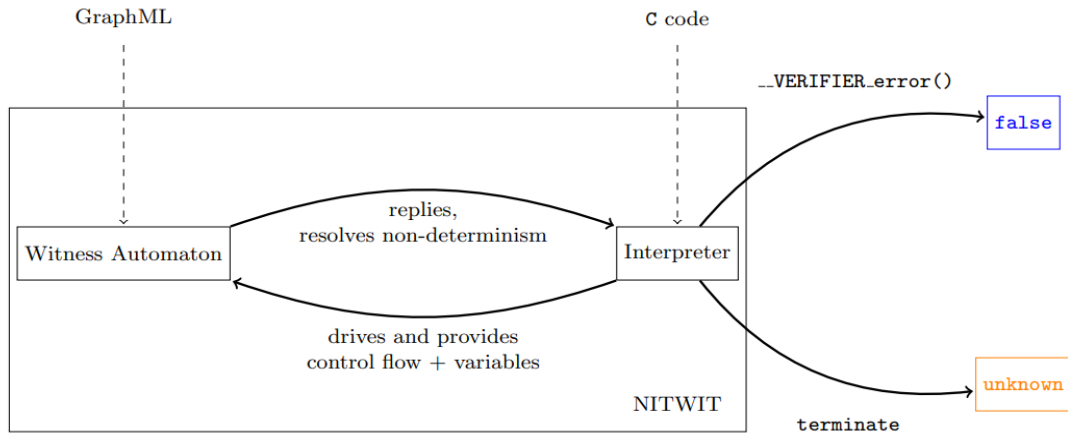 GraphML
C code
__VERIFIER_error()
false
replies,
resolves non-determinism
Witness Automaton
Interpreter
drives and provides
control flow + variables
unknown
NITWIT
terminate